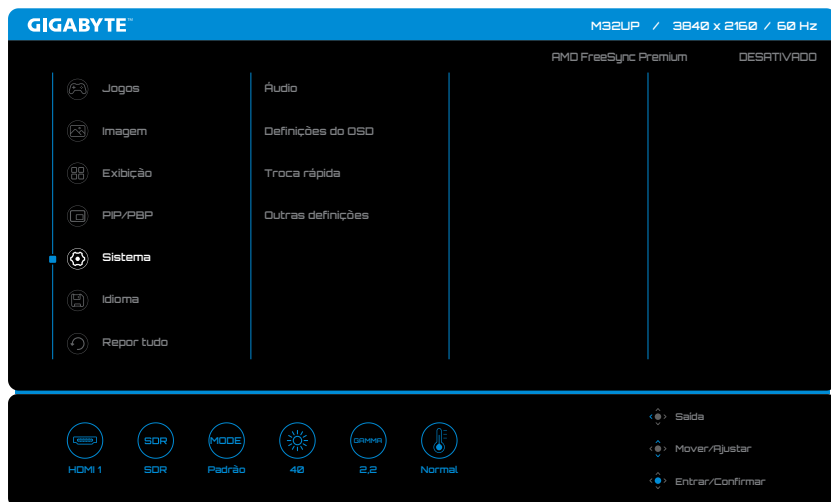 GIGABYTE™
M32UP / 3840 x 2160 / 60 Hz
AMD FreeSync Premium DESATIVADO
Jogos
Imagem
Exibição
PIP/PBP
Sistema
Idioma
Repor tudo
Áudio
Definições do OSD
Troca rápida
Outras definições
SDR
MODE
GAMMA
HDMI 1
SDR
Padrão
40
2,2
Normal
Saída
Mover/Ajustar
Entrar/Confirmar